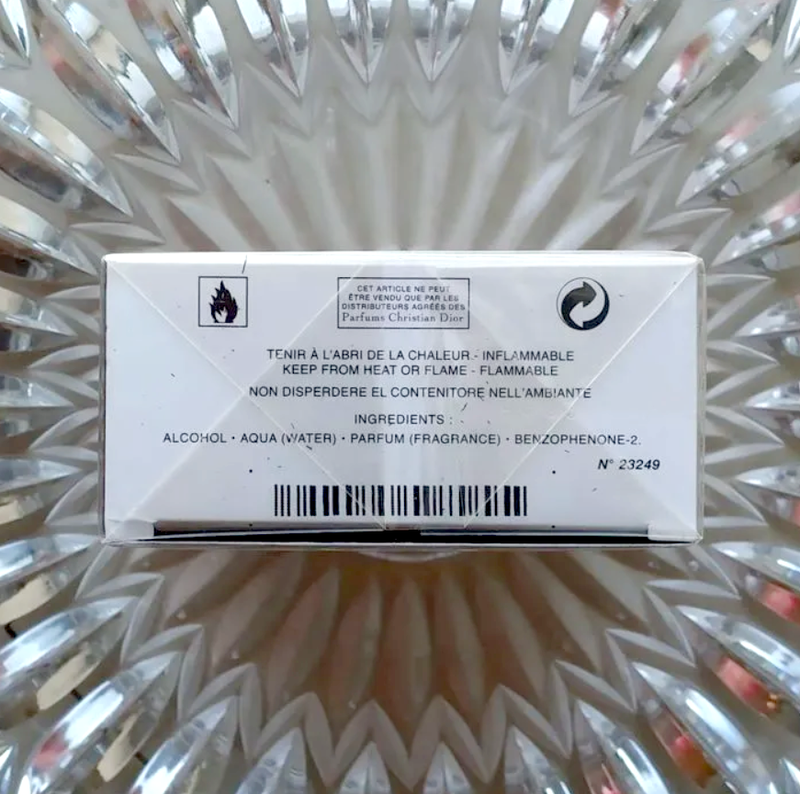 CET ARTICLE NE PEUT
ÊTRE VENDU QUE PAR LES
DISTRIBUTEURS AGRÉÉS DES
Parfums Christian Dior
TENIR À L'ABRI DE LA CHALEUR - INFLAMMABLE
KEEP FROM HEAT OR FLAME - FLAMMABLE
NON DISPERDERE EL CONTENITORE NELL'AMBIANTE
INGREDIENTS :
ALCOHOL • AQUA (WATER) • PARFUM (FRAGRANCE) • BENZOPHENONE-2.
N° 23249